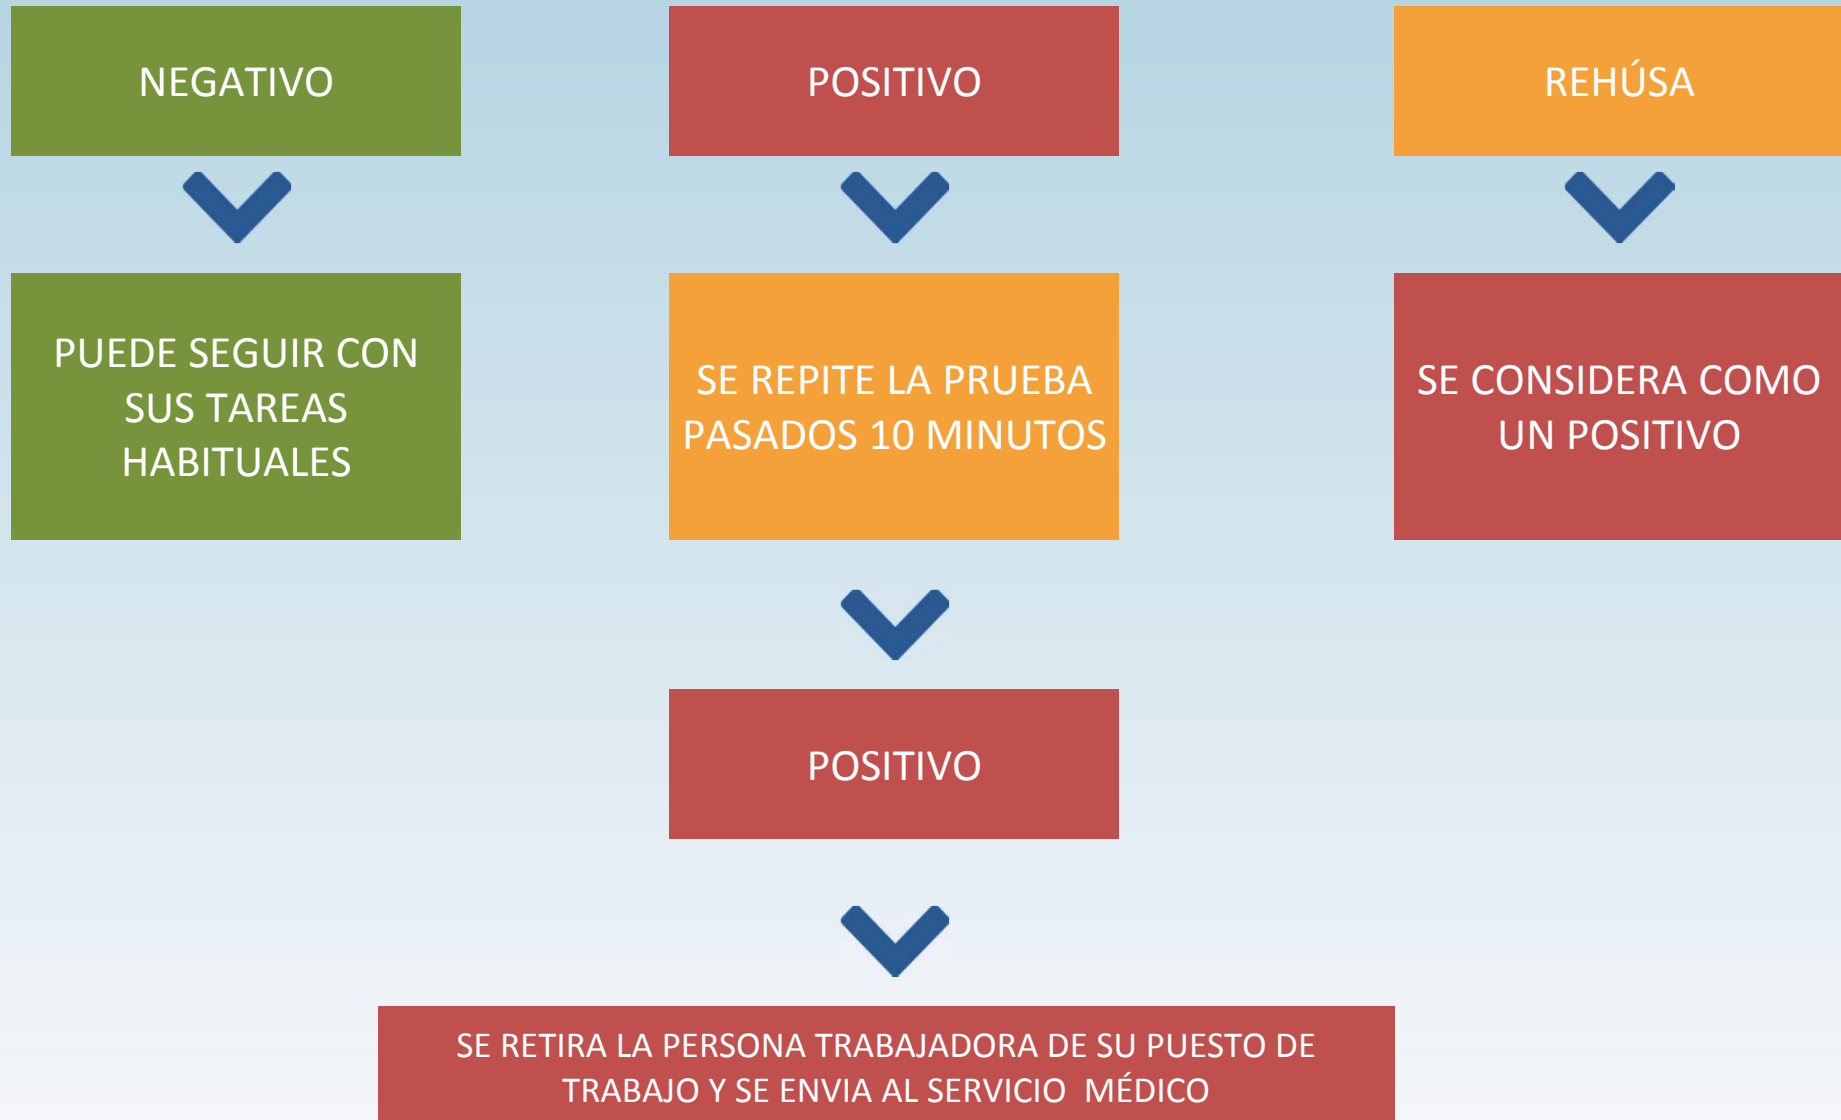 NEGATIVO
POSITIVO
REHÚSA
PUEDE SEGUIR CON
SUS TAREAS
HABITUALES
SE REPITE LA PRUEBA
PASADOS 10 MINUTOS
SE CONSIDERA COMO
UN POSITIVO
POSITIVO
SE RETIRA LA PERSONA TRABAJADORA DE SU PUESTO DE
TRABAJO Y SE ENVIA AL SERVICIO MÉDICO